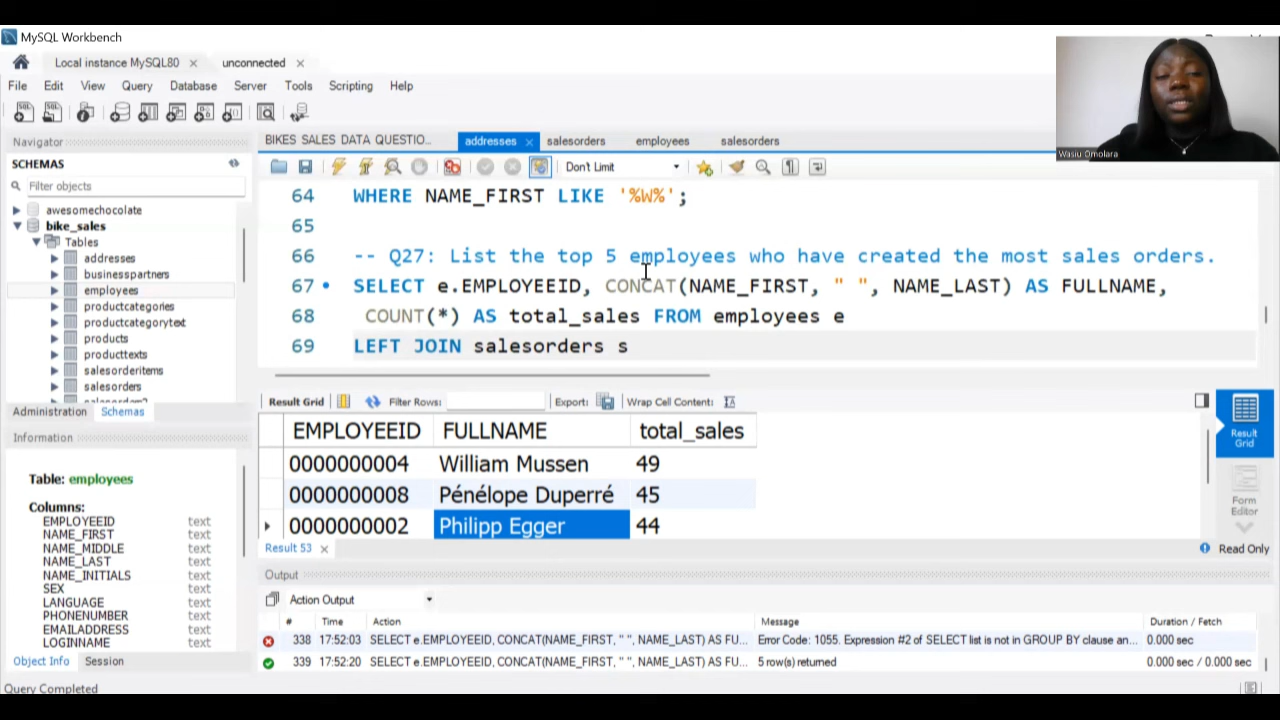 MySQL Workbench
Local instance MySQL80 ×
unconnected ×
File Edit View Query Database Server Tools Scripting Help
Wasiu Omolara
Navigator
SCHEMAS
Filter objects
awesomechocolate
bike_sales
Tables
addresses
businesspartners
employees
productcategories
productcategorytext
products
producttexts
salesorderitems
salesorders
Administration Schemas
Information
Table: employees
Columns:
EMPLOYEEID text
NAME_FIRST text
NAME_MIDDLE text
NAME_LAST text
NAME_INITIALS text
SEX text
LANGUAGE text
PHONENUMBER text
EMAILADDRESS text
LOGINNAME text
Object Info Session
Query Completed
BIKES SALES DATA QUESTIO... addresses × salesorders employees salesorders
Don't Limit
64 WHERE NAME_FIRST LIKE '%W%';
65
66 -- Q27: List the top 5 employees who have created the most sales orders.
67 SELECT e.EMPLOYEEID, CONCAT(NAME_FIRST, " ", NAME_LAST) AS FULLNAME,
68 COUNT(*) AS total_sales FROM employees e
69 LEFT JOIN salesorders s
Result Grid Filter Rows: Export: Wrap Cell Content:
EMPLOYEEID FULLNAME total_sales
0000000004 William Mussen 49
0000000008 Pénélope Duperré 45
0000000002 Philipp Egger 44
Result Grid
Form Editor
Result 53 ×
Read Only
Output
Action Output
# Time Action Message Duration / Fetch
338 17:52:03 SELECT e.EMPLOYEEID, CONCAT(NAME_FIRST, " ", NAME_LAST) AS FU... Error Code: 1055. Expression #2 of SELECT list is not in GROUP BY clause an... 0.000 sec
339 17:52:20 SELECT e.EMPLOYEEID, CONCAT(NAME_FIRST, " ", NAME_LAST) AS FU... 5 row(s) returned 0.000 sec / 0.000 sec